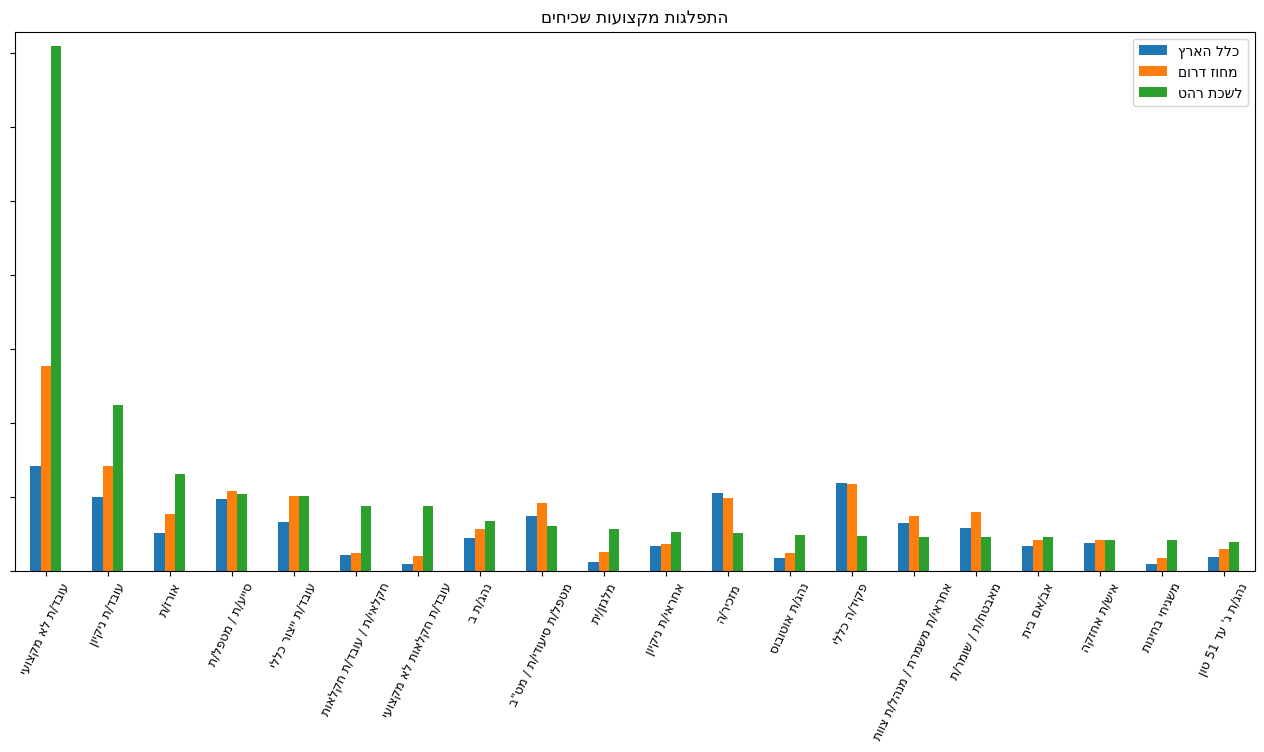 התפלגות מקצועות שכיחים
כלל הארץ
מחוז דרום
לשכת רהט
עובד/ת לא מקצועי
עובד/ת ניקיון
אורז/ת
סייע/ת / מטפל/ת
עובד/ת ייצור כללי
חקלאי/ת / עובד/ת חקלאות
עובד/ת חקלאות לא מקצועי
נהג/ת ב
מטפל/ת סיעודי/ת / מט"ב
מלגזן/ית
אחראי/ת ניקיון
מזכיר/ה
נהג/ת אוטובוס
פקיד/ה כללי
אחראי/ת משמרת / מנהל/ת צוות
מאבטח/ת / שומר/ת
אב/אם בית
איש/ת אחזקה
משגיחי בחינות
נהג/ת ג' עד 51 טון